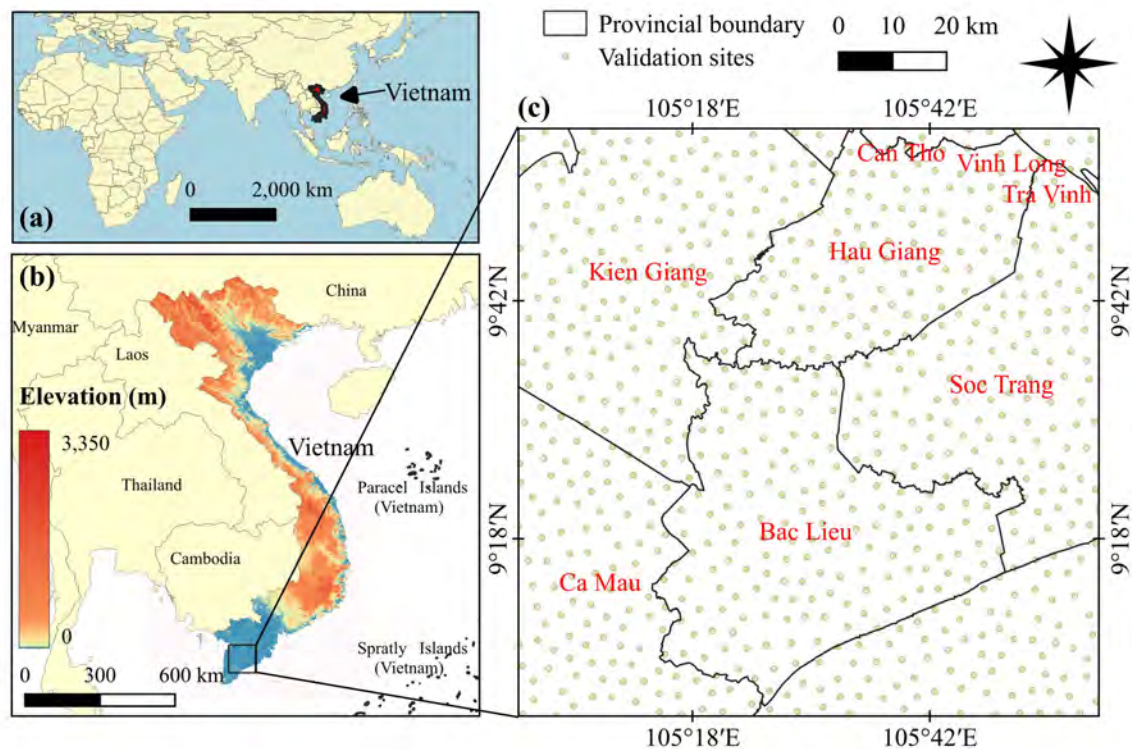 Vietnam
0 2,000 km
(a)
Provincial boundary
Validation sites
0 10 20 km
(c)
105°18′E 105°42′E
Can Tho
Vinh Long
Tra Vinh
Hau Giang
Kien Giang
Soc Trang
Bac Lieu
Ca Mau
9°42′N
9°18′N
9°42′N
9°18′N
105°18′E 105°42′E
(b)
China
Myanmar
Laos
Elevation (m)
3,350
0
Vietnam
Thailand
Paracel Islands
(Vietnam)
Cambodia
Spratly Islands
(Vietnam)
0 300 600 km